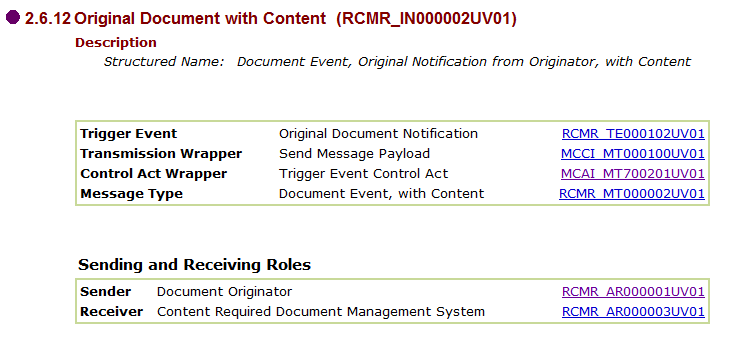 2.6.12 Original Document with Content (RCMR_IN000002UV01)
Description
Structured Name: Document Event, Original Notification from Originator, with Content
Trigger Event Original Document Notification RCMR_TE000102UV01
Transmission Wrapper Send Message Payload MCCI_MT000100UV01
Control Act Wrapper Trigger Event Control Act MCAI_MT700201UV01
Message Type Document Event, with Content RCMR_MT000002UV01
Sending and Receiving Roles
Sender Document Originator RCMR_AR000001UV01
Receiver Content Required Document Management System RCMR_AR000003UV01